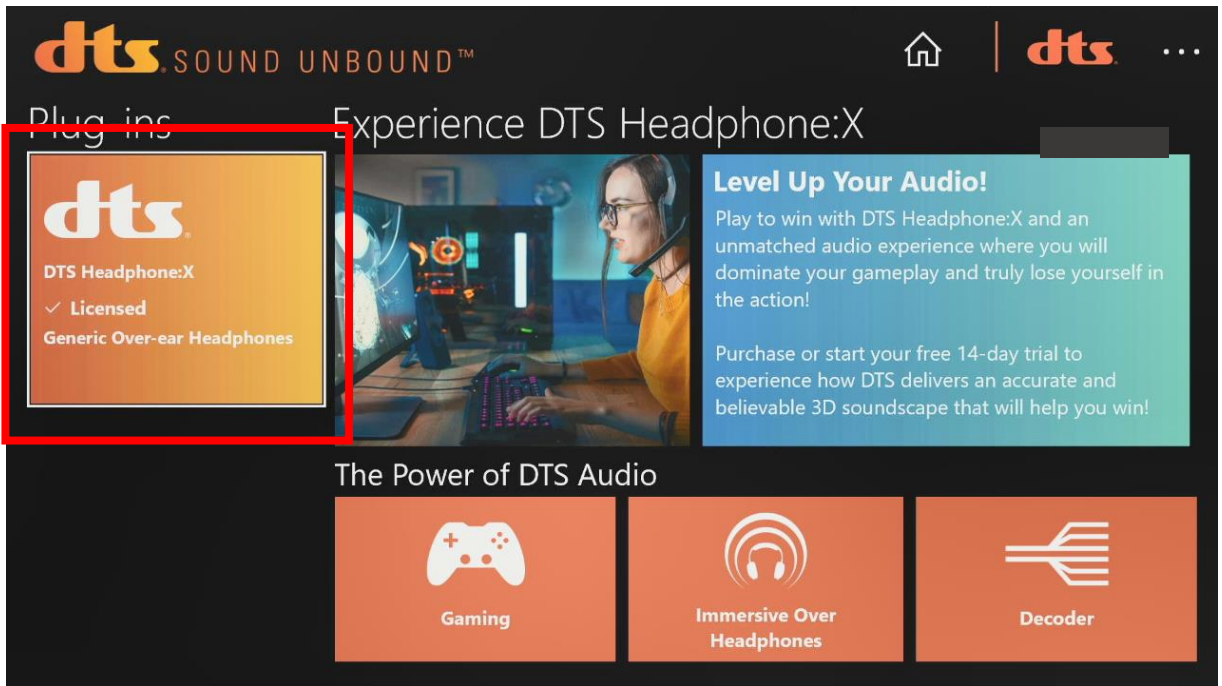 dts. SOUND UNBOUND™
dts.
Plug-ins
Experience DTS Headphone:X
dts.
DTS Headphone:X
Licensed
Generic Over-ear Headphones
Level Up Your Audio!
Play to win with DTS Headphone:X and an
unmatched audio experience where you will
dominate your gameplay and truly lose yourself in
the action!
Purchase or start your free 14-day trial to
experience how DTS delivers an accurate and
believable 3D soundscape that will help you win!
The Power of DTS Audio
Gaming
Immersive Over
Headphones
Decoder